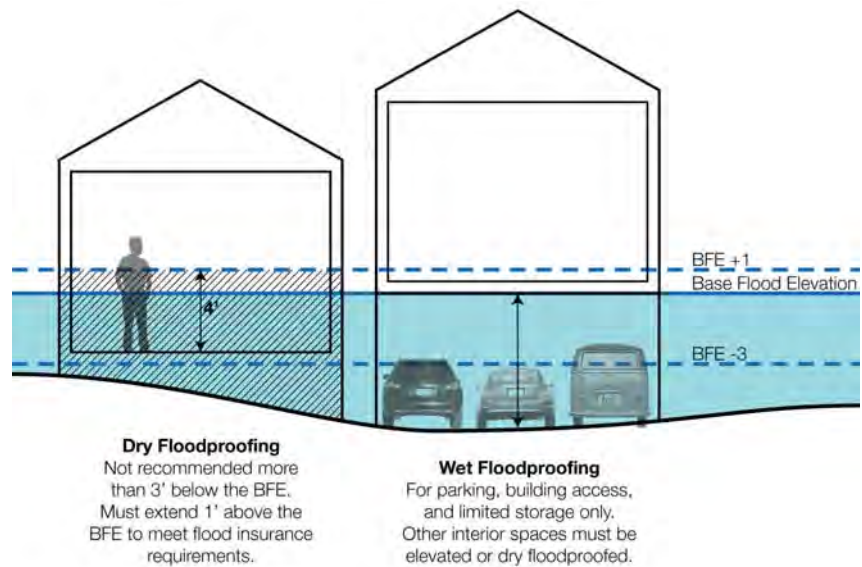 BFE +1
Base Flood Elevation
4'
BFE -3
Dry Floodproofing
Not recommended more
than 3' below the BFE.
Must extend 1' above the
BFE to meet flood insurance
requirements.
Wet Floodproofing
For parking, building access,
and limited storage only.
Other interior spaces must be
elevated or dry floodproofed.